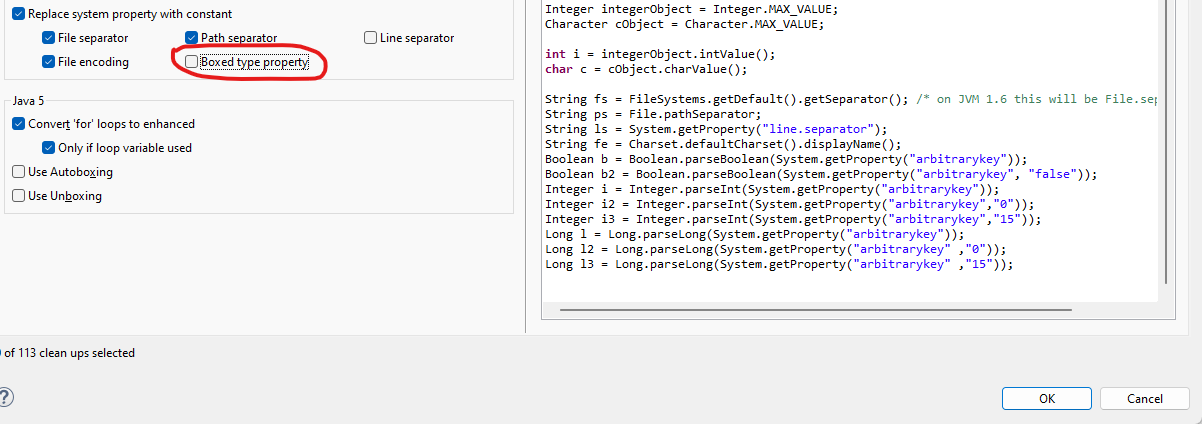 Replace system property with constant
File separator
Path separator
Line separator
File encoding
Boxed type property
Java 5
Convert 'for' loops to enhanced
Only if loop variable used
Use Autoboxing
Use Unboxing
of 113 clean ups selected
?
Integer integerObject = Integer.MAX_VALUE;
Character cObject = Character.MAX_VALUE;
int i = integerObject.intValue();
char c = cObject.charValue();
String fs = FileSystems.getDefault().getSeparator(); /* on JVM 1.6 this will be File.sep
String ps = File.pathSeparator;
String ls = System.getProperty("line.separator");
String fe = Charset.defaultCharset().displayName();
Boolean b = Boolean.parseBoolean(System.getProperty("arbitrarykey"));
Boolean b2 = Boolean.parseBoolean(System.getProperty("arbitrarykey", "false"));
Integer i = Integer.parseInt(System.getProperty("arbitrarykey"));
Integer i2 = Integer.parseInt(System.getProperty("arbitrarykey","0"));
Integer i3 = Integer.parseInt(System.getProperty("arbitrarykey","15"));
Long l = Long.parseLong(System.getProperty("arbitrarykey"));
Long l2 = Long.parseLong(System.getProperty("arbitrarykey" ,"0"));
Long l3 = Long.parseLong(System.getProperty("arbitrarykey" ,"15"));
OK
Cancel